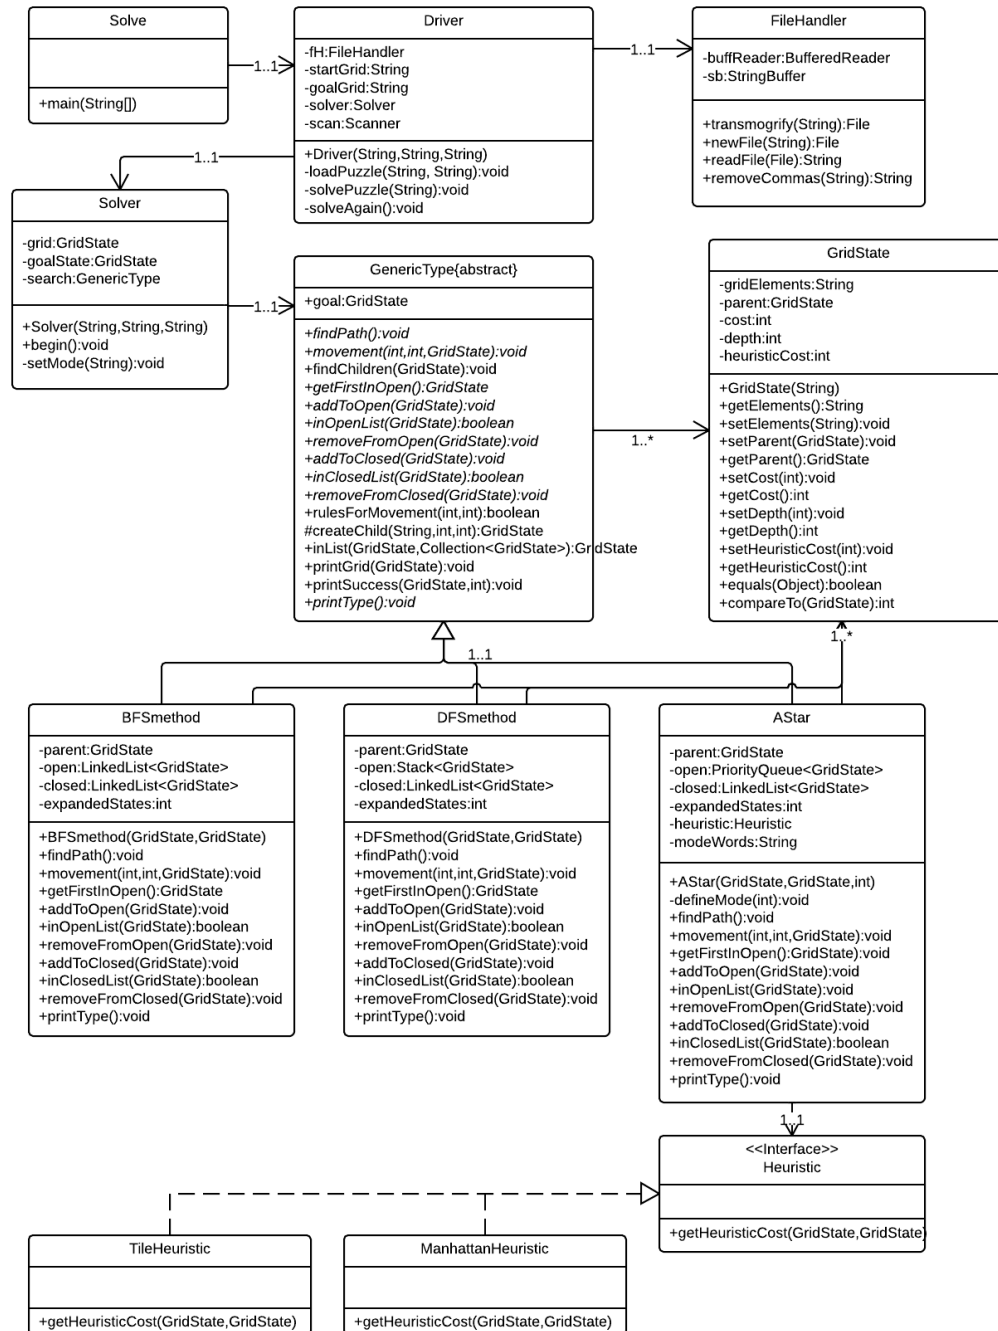 Solve
+main(String[])
1..1
Driver
-fH:FileHandler
-startGrid:String
-goalGrid:String
-solver:Solver
-scan:Scanner
+Driver(String,String,String)
-loadPuzzle(String, String):void
-solvePuzzle(String):void
-solveAgain():void
1..1
FileHandler
-buffReader:BufferedReader
-sb:StringBuffer
+transmogrify(String):File
+newFile(String):File
+readFile(File):String
+removeCommas(String):String
1..1
Solver
-grid:GridState
-goalState:GridState
-search:GenericType
+Solver(String,String,String)
+begin():void
-setMode(String):void
1..1
GenericType{abstract}
+goal:GridState
+findPath():void
+movement(int,int,GridState):void
+findChildren(GridState):void
+getFirstInOpen():GridState
+addToOpen(GridState):void
+inOpenList(GridState):boolean
+removeFromOpen(GridState):void
+addToClosed(GridState):void
+inClosedList(GridState):boolean
+removeFromClosed(GridState):void
+rulesForMovement(int,int):boolean
#createChild(String,int,int):GridState
+inList(GridState,Collection<GridState>):GridState
+printGrid(GridState):void
+printSuccess(GridState,int):void
+printType():void
1..*
GridState
-gridElements:String
-parent:GridState
-cost:int
-depth:int
-heuristicCost:int
+GridState(String)
+getElements():String
+setElements(String):void
+setParent(GridState):void
+getParent():GridState
+setCost(int):void
+getCost():int
+setDepth(int):void
+getDepth():int
+setHeuristicCost(int):void
+getHeuristicCost():int
+equals(Object):boolean
+compareTo(GridState):int
1..1
1..*
BFSmethod
-parent:GridState
-open:LinkedList<GridState>
-closed:LinkedList<GridState>
-expandedStates:int
+BFSmethod(GridState,GridState)
+findPath():void
+movement(int,int,GridState):void
+getFirstInOpen():GridState
+addToOpen(GridState):void
+inOpenList(GridState):boolean
+removeFromOpen(GridState):void
+addToClosed(GridState):void
+inClosedList(GridState):boolean
+removeFromClosed(GridState):void
+printType():void
DFSmethod
-parent:GridState
-open:Stack<GridState>
-closed:LinkedList<GridState>
-expandedStates:int
+DFSmethod(GridState,GridState)
+findPath():void
+movement(int,int,GridState):void
+getFirstInOpen():GridState
+addToOpen(GridState):void
+inOpenList(GridState):boolean
+removeFromOpen(GridState):void
+addToClosed(GridState):void
+inClosedList(GridState):boolean
+removeFromClosed(GridState):void
+printType():void
AStar
-parent:GridState
-open:PriorityQueue<GridState>
-closed:LinkedList<GridState>
-expandedStates:int
-heuristic:Heuristic
-modeWords:String
+AStar(GridState,GridState,int)
-defineMode(int):void
+findPath():void
+movement(int,int,GridState):void
+getFirstInOpen():GridState):void
+addToOpen(GridState):void
+inOpenList(GridState):void
+removeFromOpen(GridState):void
+addToClosed(GridState):void
+inClosedList(GridState):boolean
+removeFromClosed(GridState):void
+printType():void
1..1
<<Interface>>
Heuristic
+getHeuristicCost(GridState,GridState)
TileHeuristic
+getHeuristicCost(GridState,GridState)
ManhattanHeuristic
+getHeuristicCost(GridState,GridState)